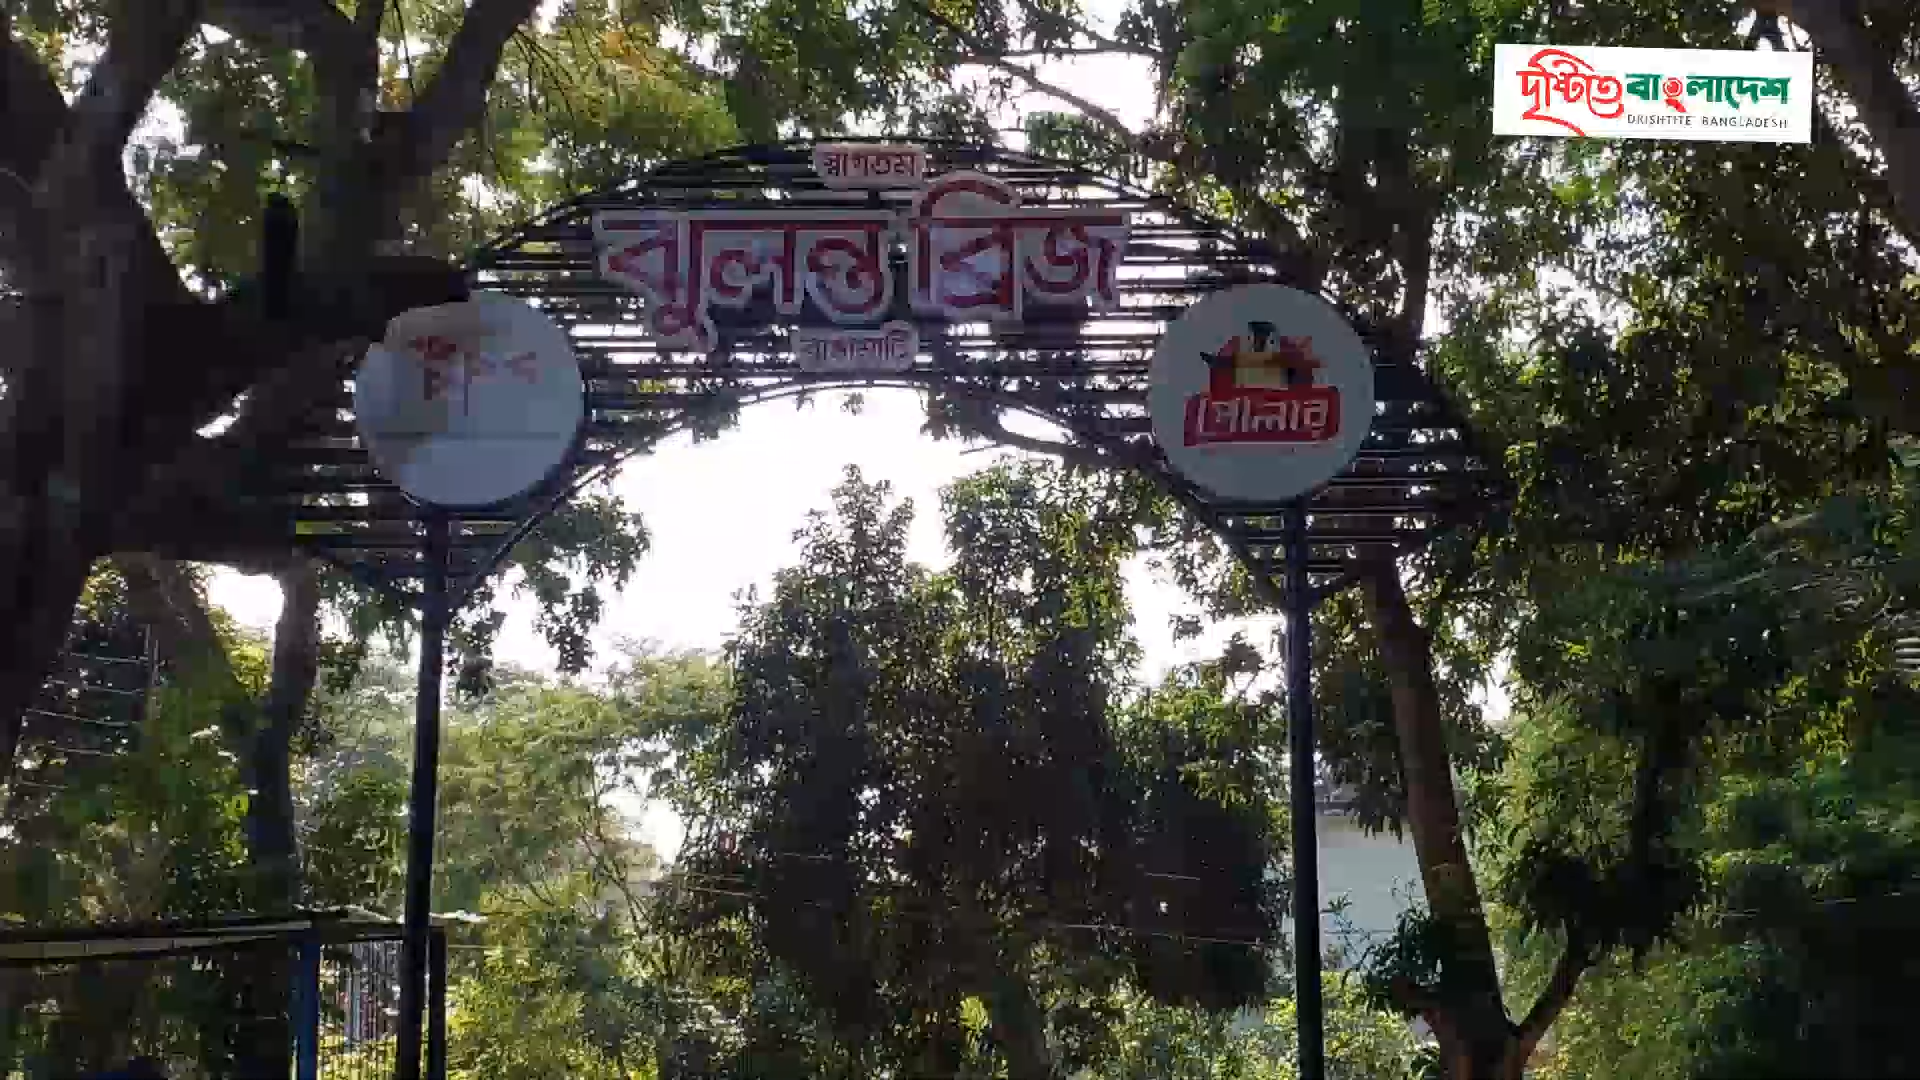 দৃষ্টিতে বাংলাদেশ
DRISHTITE BANGLADESH
স্বাগতম
ঝুলন্ত ব্রিজ
রাঙ্গামাটি
পোলার